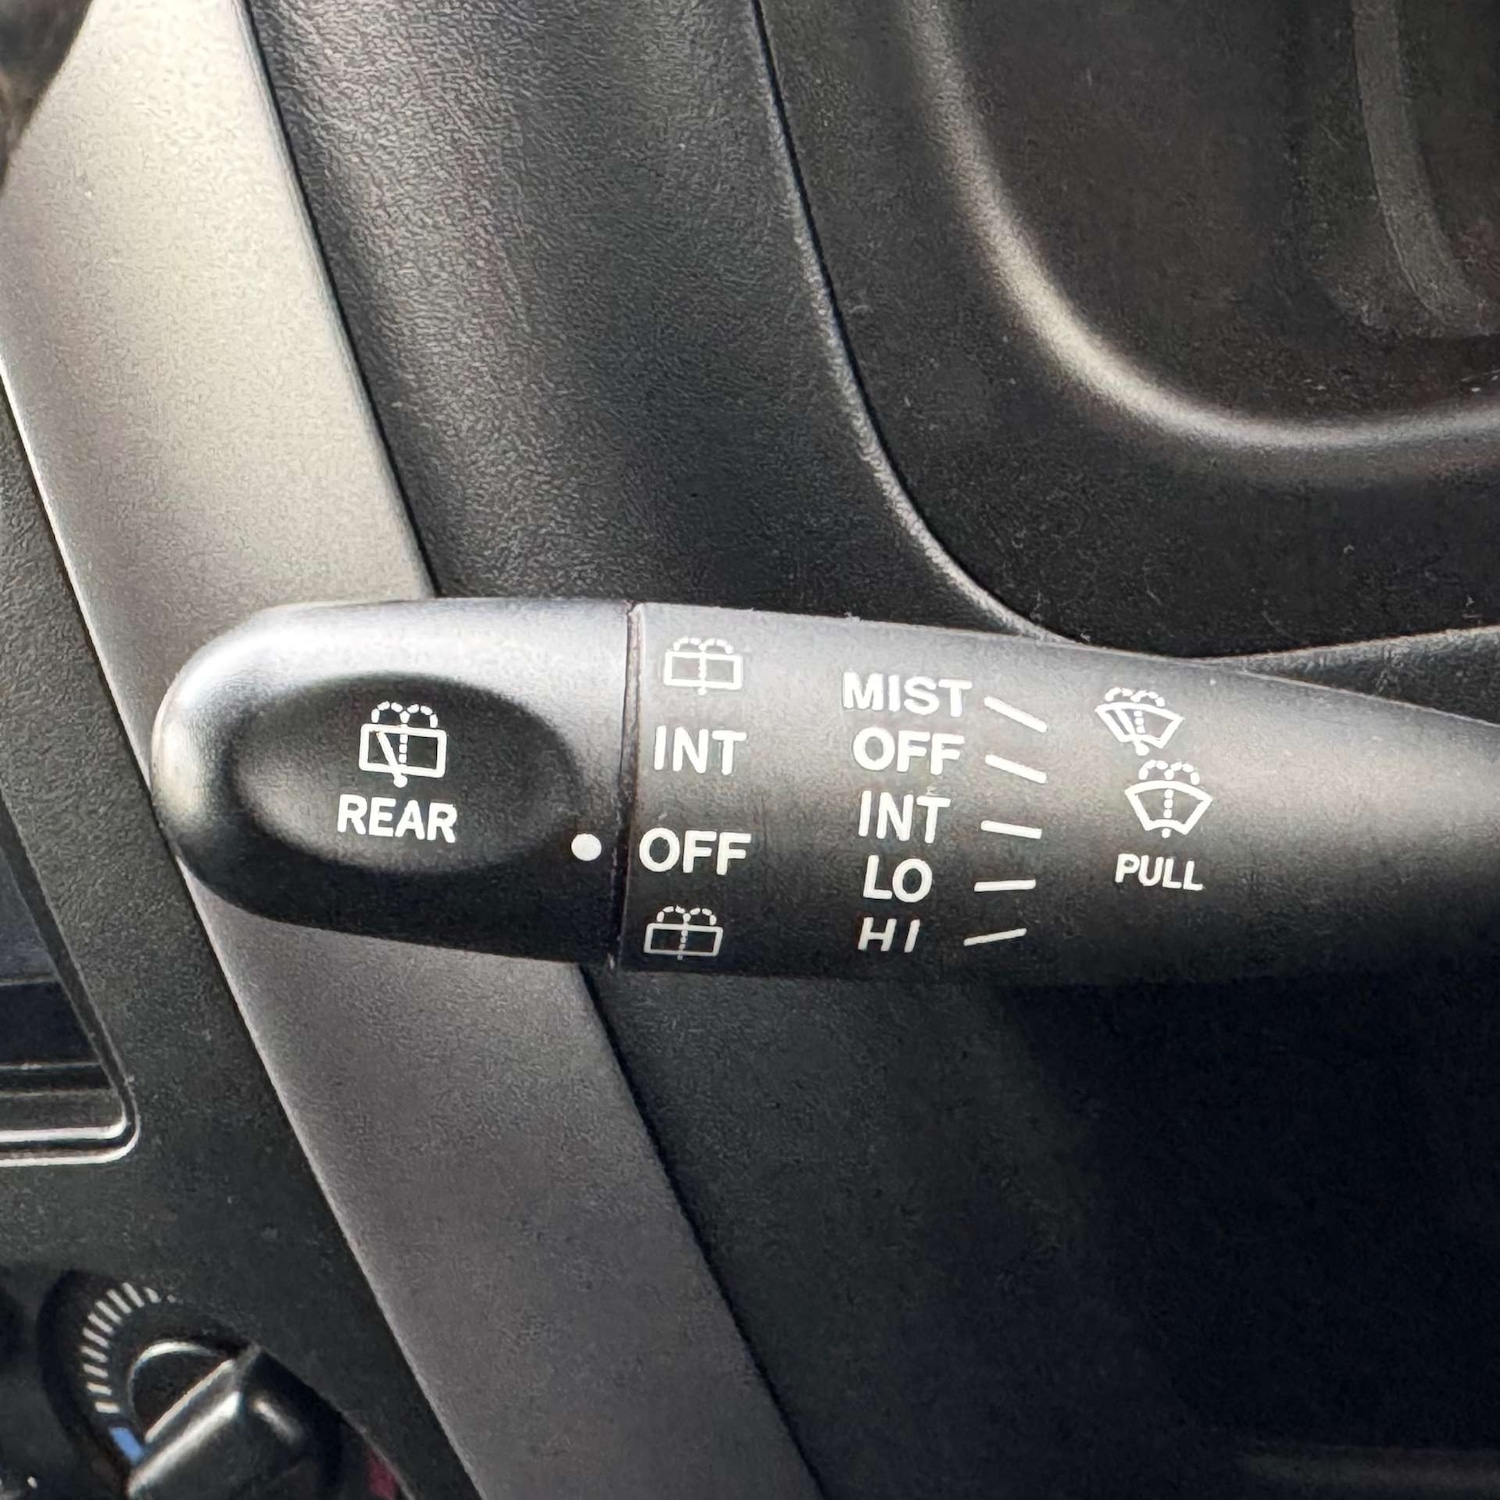 REAR
INT
OFF
MIST
OFF
INT
LO
HI
PULL